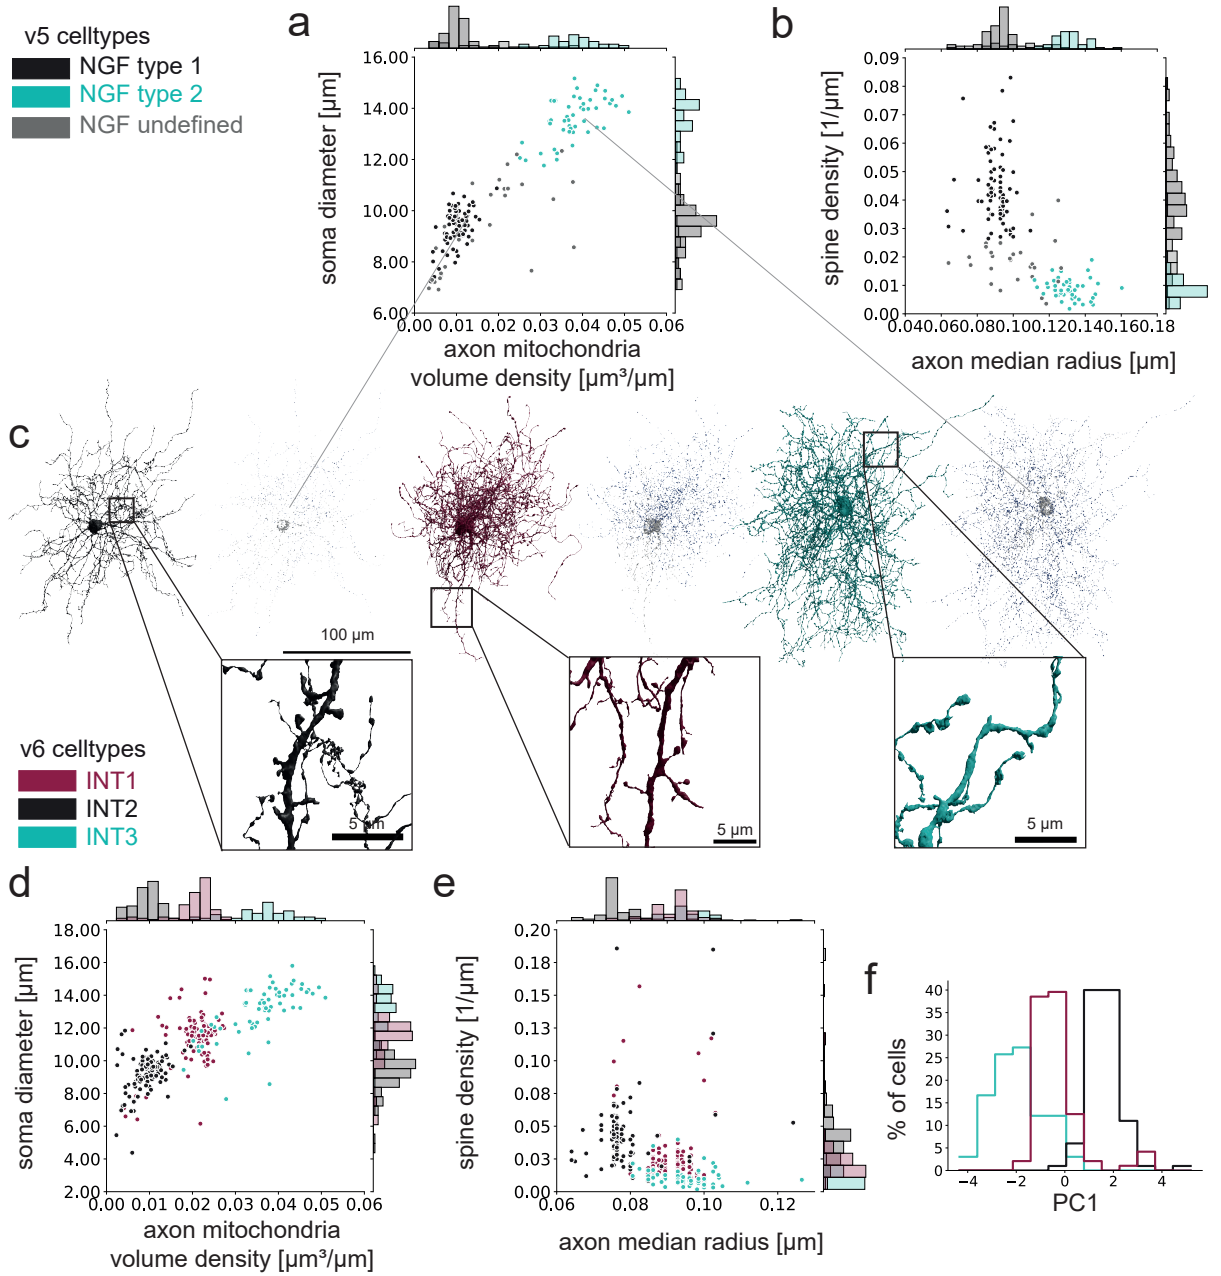 v5 celltypes
NGF type 1
NGF type 2
NGF undefined
a
16.00
14.00
12.00
10.00
8.00
6.00
soma diameter [µm]
0.00 0.01 0.02 0.03 0.04 0.05 0.06
axon mitochondria
volume density [µm³/µm]
b
0.09
0.08
0.07
0.06
0.05
0.04
0.03
0.02
0.01
0.00
spine density [1/µm]
0.040.060.080.100.120.140.160.18
axon median radius [µm]
c
100 µm
5 µm
5 µm
5 µm
v6 celltypes
INT1
INT2
INT3
d
18.00
16.00
14.00
12.00
10.00
8.00
6.00
4.00
2.00
soma diameter [µm]
0.00 0.01 0.02 0.03 0.04 0.05 0.06
axon mitochondria
volume density [µm³/µm]
e
0.20
0.18
0.15
0.13
0.10
0.08
0.05
0.03
0.00
spine density [1/µm]
0.06 0.08 0.10 0.12
axon median radius [µm]
f
40
35
30
25
20
15
10
5
0
% of cells
−4 −2 0 2 4
PC1